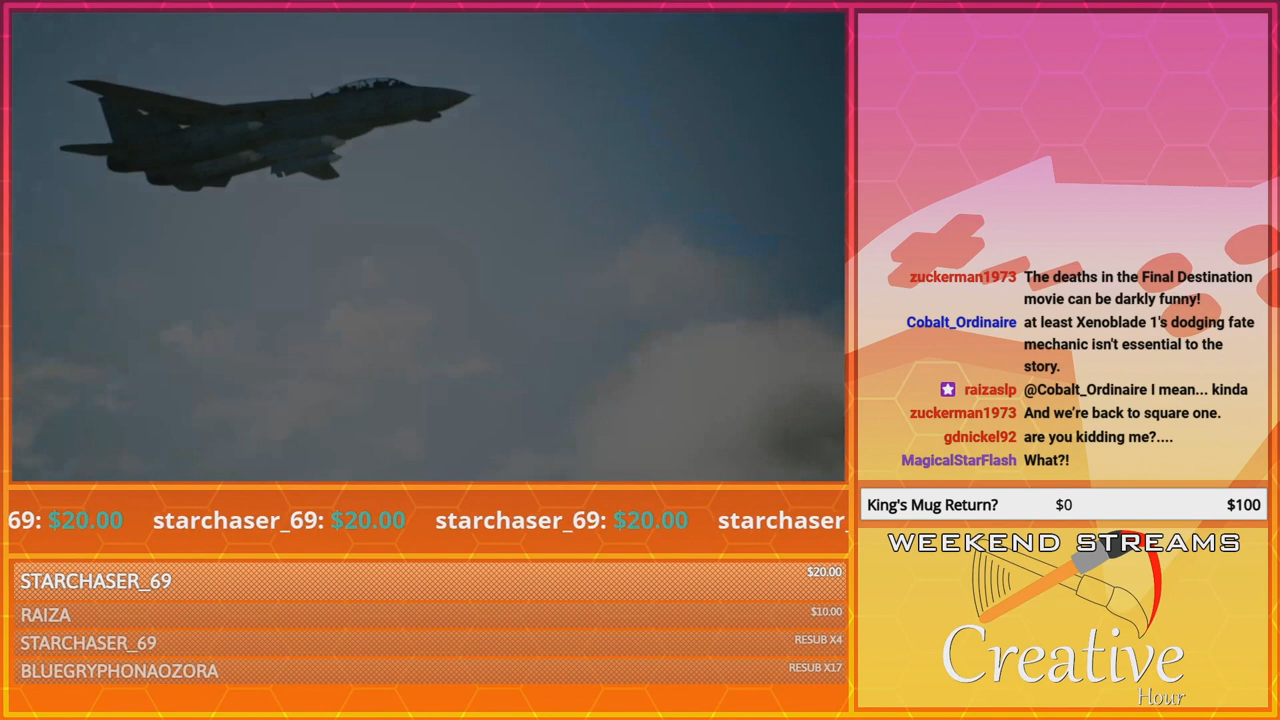 zuckerman1973 The deaths in the Final Destination
movie can be darkly funny!
Cobalt_Ordinaire at least Xenoblade 1's dodging fate
mechanic isn't essential to the
story.
raizaslp @Cobalt_Ordinaire I mean... kinda
zuckerman1973 And we're back to square one.
gdnickel92 are you kidding me?....
MagicalStarFlash What?!
King's Mug Return? $0 $100
69: $20.00 starchaser_69: $20.00 starchaser_69: $20.00 starchaser_
STARCHASER_69 $20.00
RAIZA $10.00
STARCHASER_69 RESUB X4
BLUEGRYPHONAOZORA RESUB X17
WEEKEND STREAMS
Creative
Hour